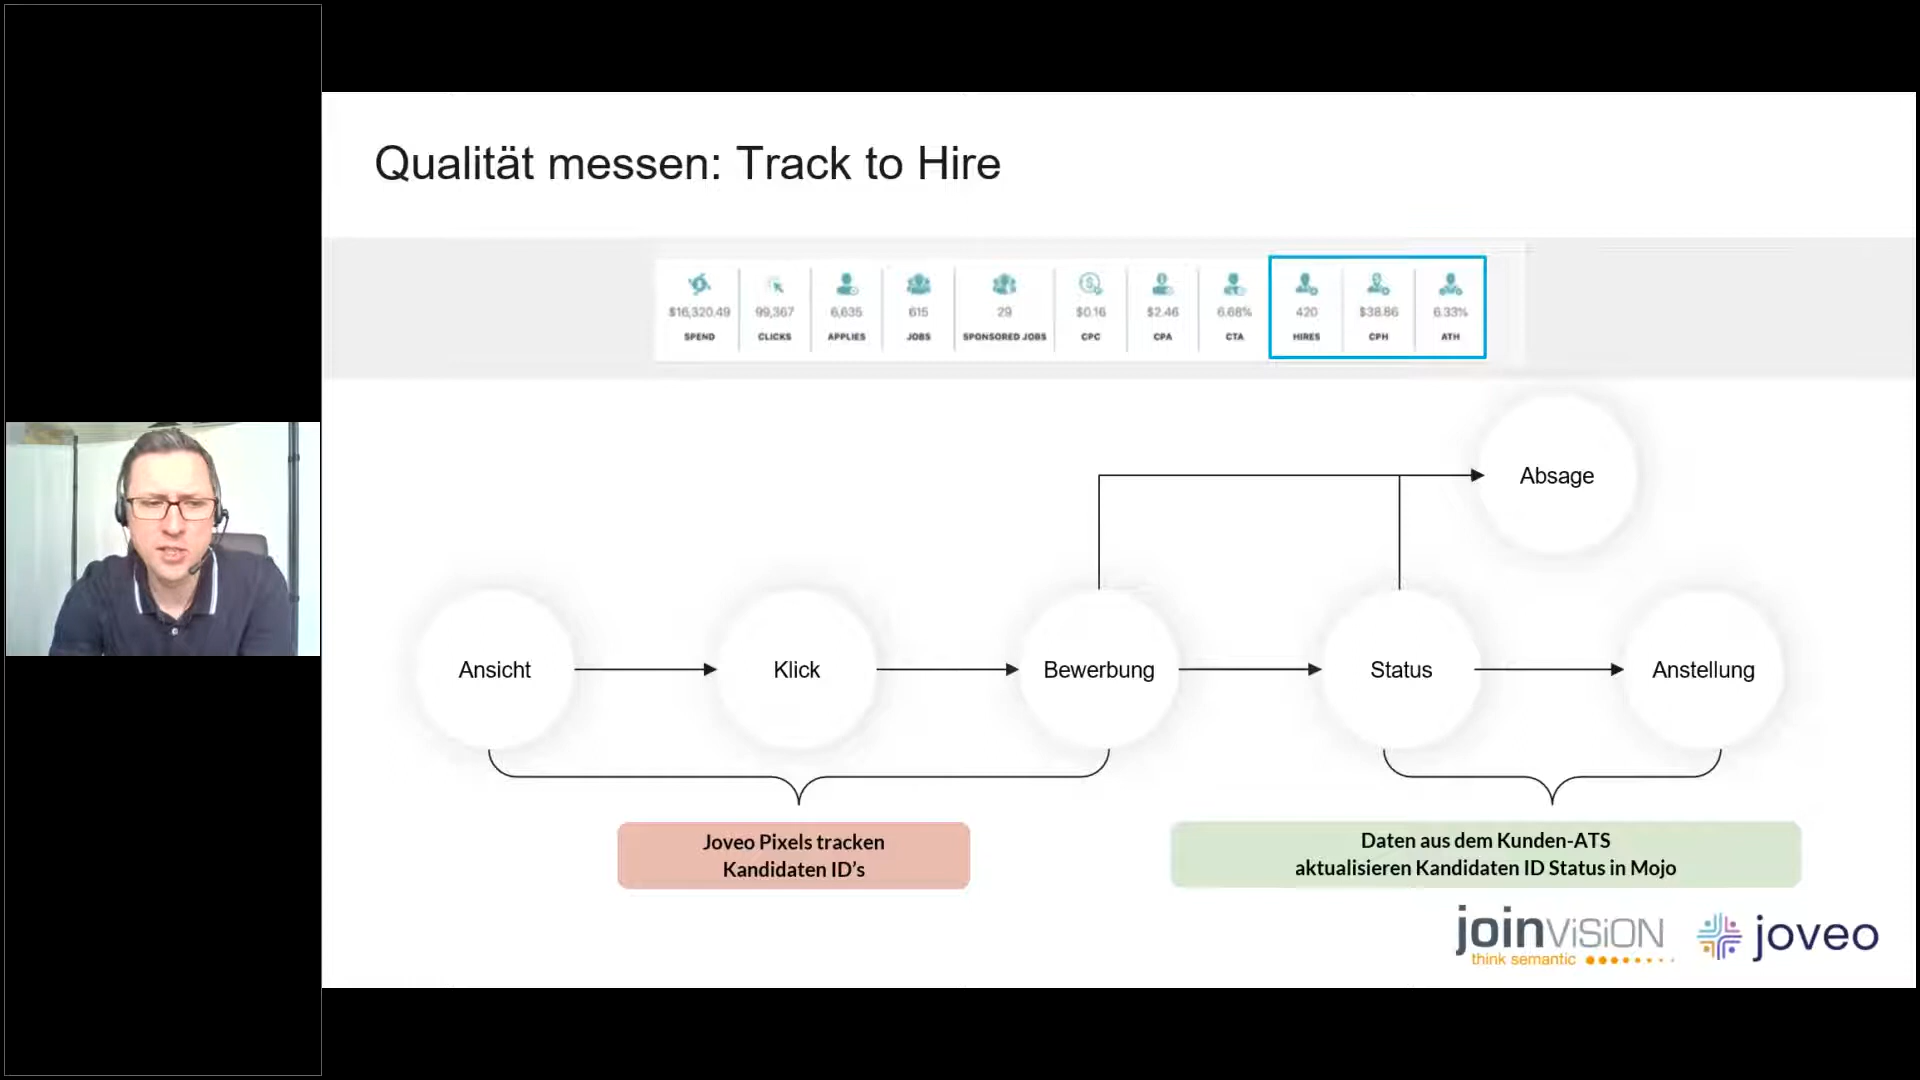 Qualität messen: Track to Hire
$16,320.49 99,367 6,635 615 29 $0.16 $2.46 6.68% 420 $38.86 6.33%
SPEND CLICKS APPLIES JOBS SPONSORED JOBS CPC CPA CTA HIRES CPH ATH
Absage
Ansicht Klick Bewerbung Status Anstellung
Joveo Pixels tracken
Kandidaten ID's
Daten aus dem Kunden-ATS
aktualisieren Kandidaten ID Status in Mojo
joinViSiON
think semantic
joveo